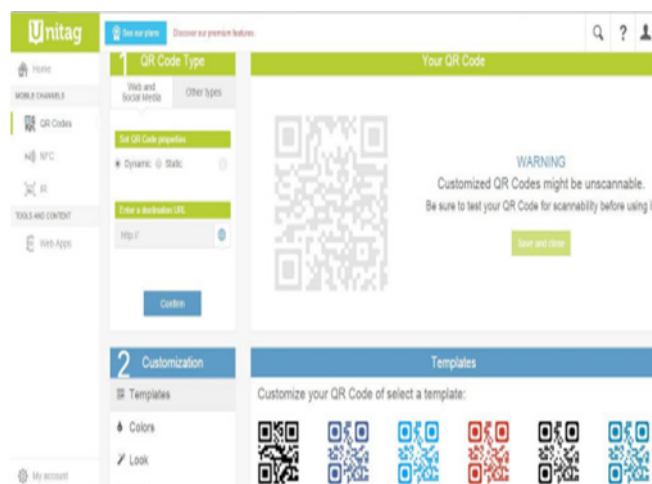 Unitag
See our plans
Discover our premium features.
?
Home
MOBILE CHANNELS
QR Codes
NFC
IR
TOOLS AND CONTENT
Web Apps
My account
1 QR Code Type
Web and
Social Media
Other types
Set QR Code properties
Dynamic Static
Enter a destination URL
http://
Confirm
Your QR Code
WARNING
Customized QR Codes might be unscannable.
Be sure to test your QR Code for scannability before using
Save and close
2 Customization
Templates
Colors
Look
Templates
Customize your QR Code of select a template: